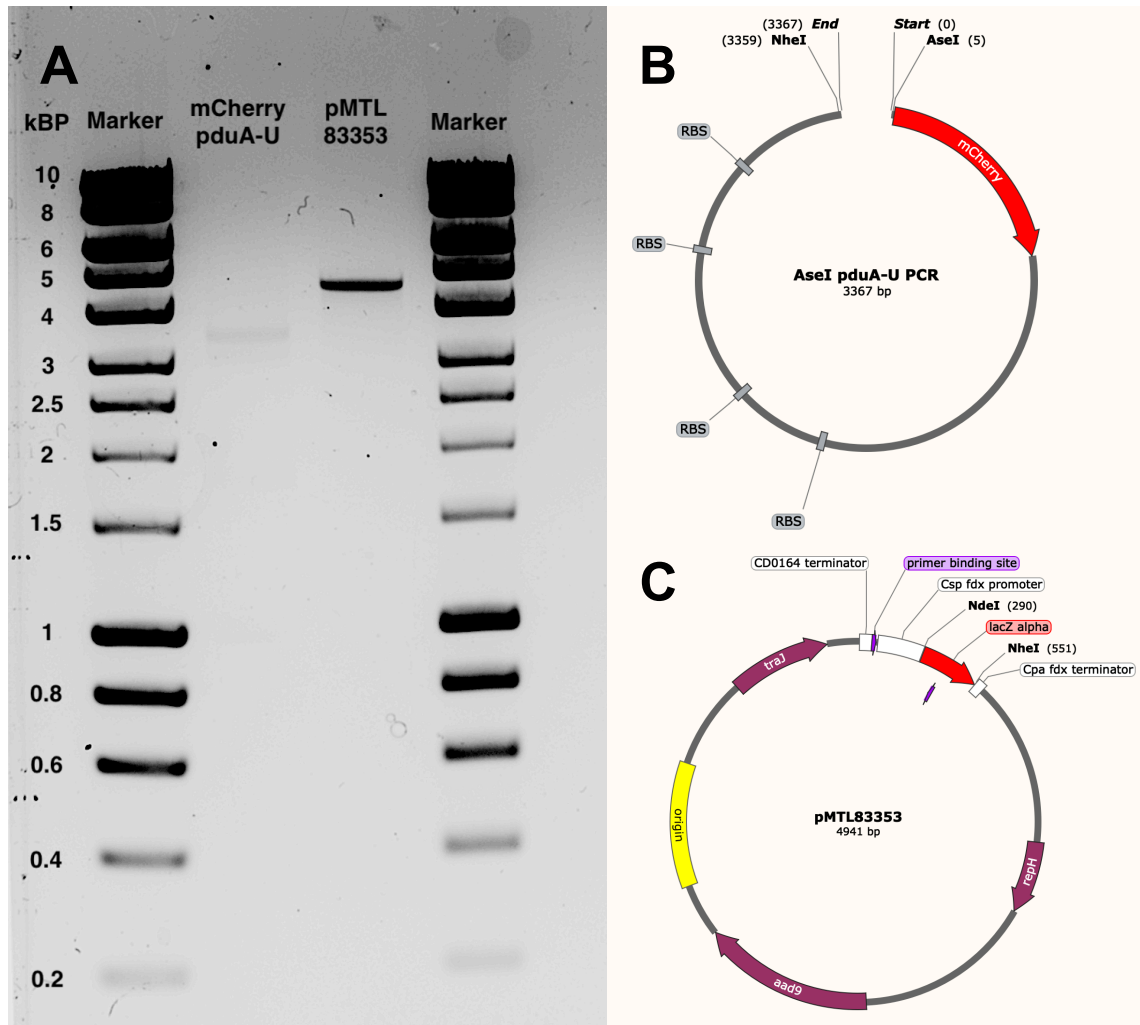 A
kBP
Marker
mCherry
pduA-U
pMTL
83353
Marker
10
8
6
5
4
3
2.5
2
1.5
1
0.8
0.6
0.4
0.2
B
(3367) End
Start (0)
(3359) NheI
AseI (5)
mCherry
RBS
RBS
RBS
RBS
AseI pduA-U PCR
3367 bp
C
CD0164 terminator
primer binding site
Csp fdx promoter
NdeI (290)
lacZ alpha
NheI (551)
Cpa fdx terminator
traJ
origin
pMTL83353
4941 bp
repH
aad9